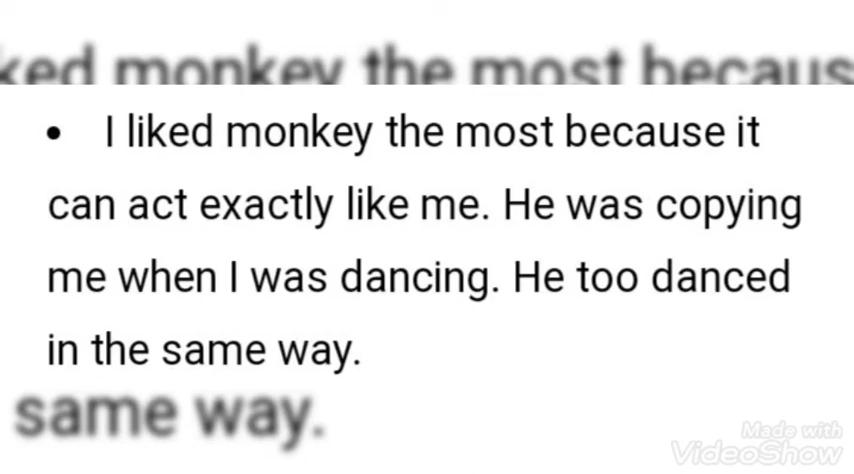 ked monkey the most becaus
• I liked monkey the most because it
can act exactly like me. He was copying
me when I was dancing. He too danced
in the same way.
same way.
Made with
VideoShow